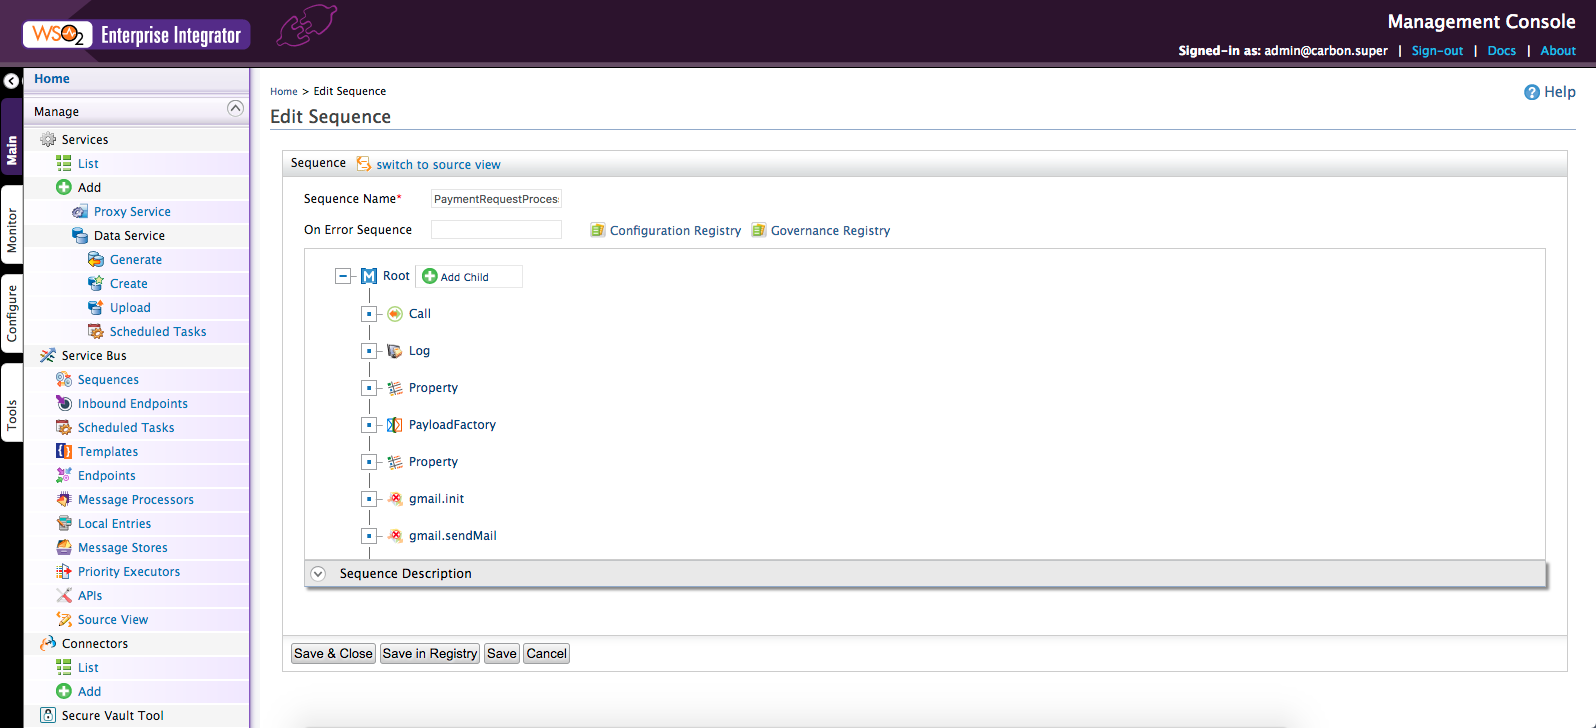 WSO2 Enterprise Integrator
Management Console
Signed-in as: admin@carbon.super | Sign-out | Docs | About
Main
Monitor
Configure
Tools
Home
Manage
Services
List
Add
Proxy Service
Data Service
Generate
Create
Upload
Scheduled Tasks
Service Bus
Sequences
Inbound Endpoints
Scheduled Tasks
Templates
Endpoints
Message Processors
Local Entries
Message Stores
Priority Executors
APIs
Source View
Connectors
List
Add
Secure Vault Tool
Home > Edit Sequence
Help
Edit Sequence
Sequence switch to source view
Sequence Name* PaymentRequestProces
On Error Sequence Configuration Registry Governance Registry
Root Add Child
Call
Log
Property
PayloadFactory
Property
gmail.init
gmail.sendMail
Sequence Description
Save & Close Save in Registry Save Cancel